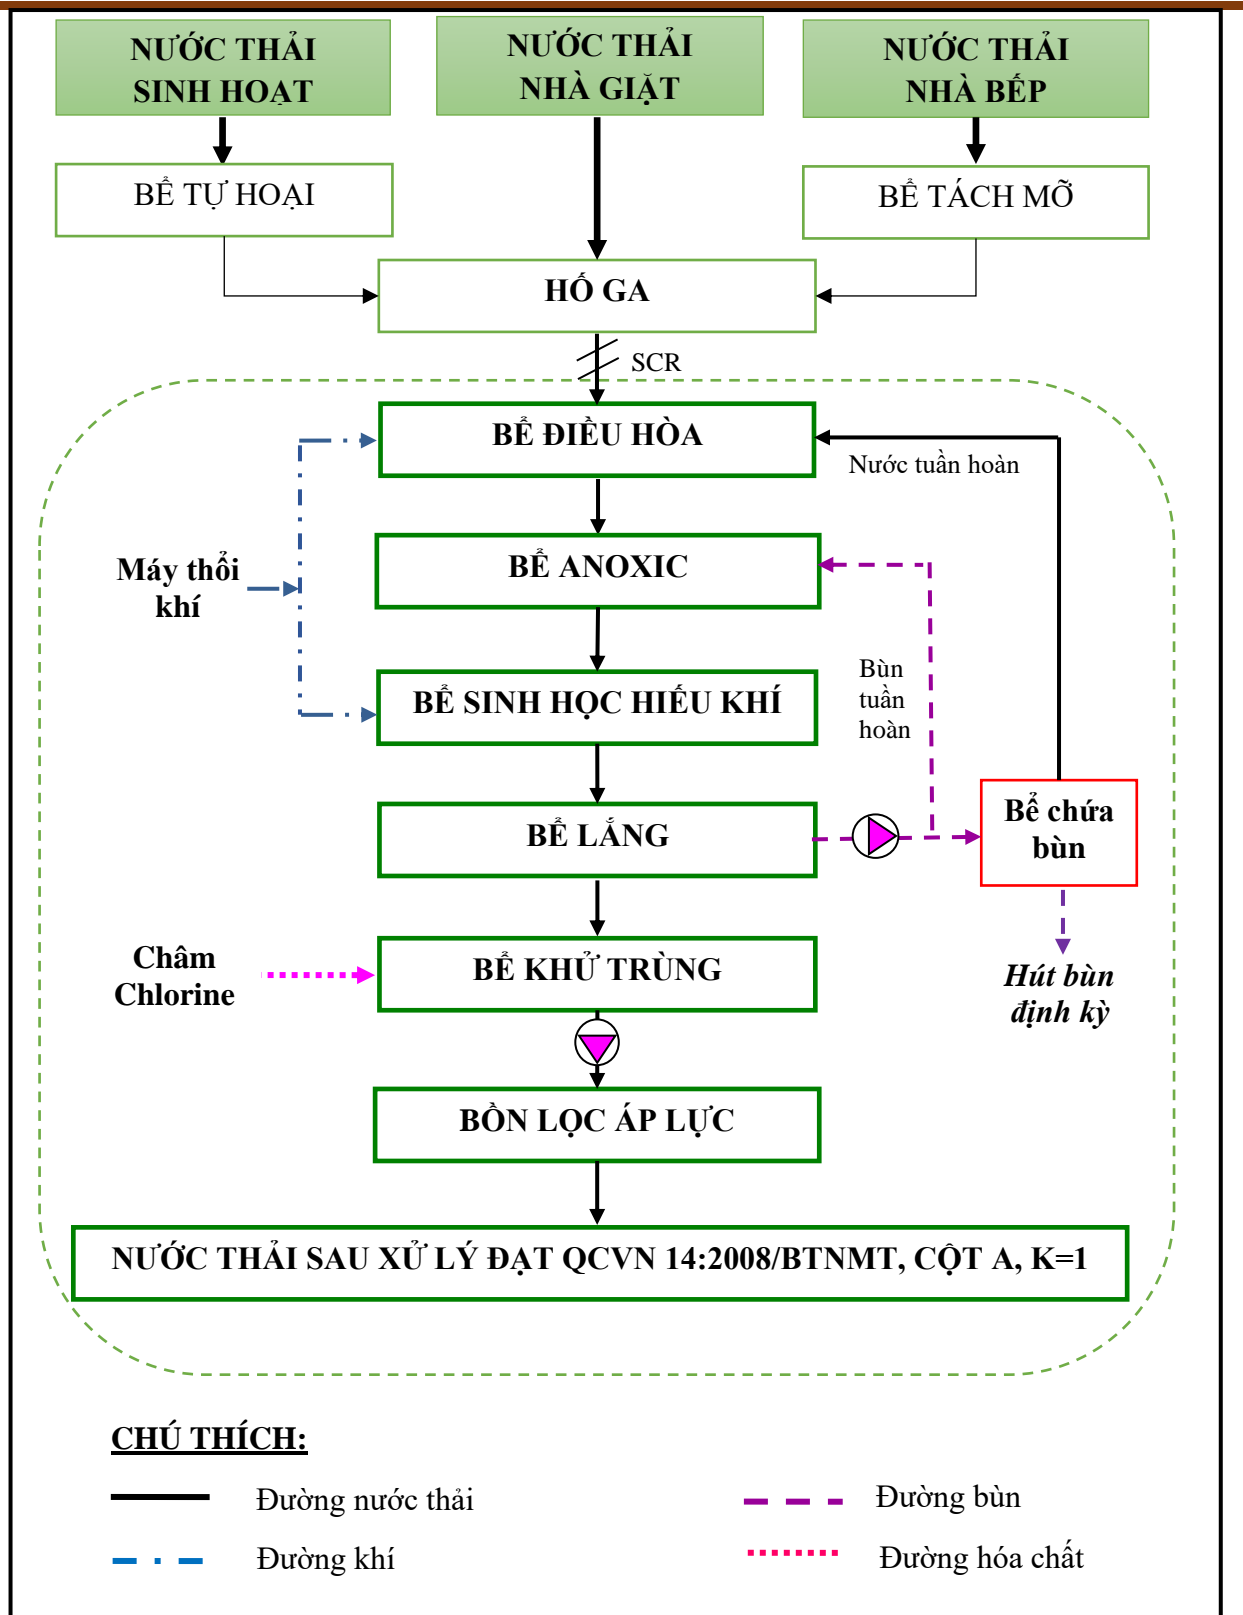 NƯỚC THẢI
SINH HOẠT
NƯỚC THẢI
NHÀ GIẶT
NƯỚC THẢI
NHÀ BẾP
BỂ TỰ HOẠI
BỂ TÁCH MỠ
HỐ GA
SCR
BỂ ĐIỀU HÒA
Nước tuần hoàn
BỂ ANOXIC
Máy thổi
khí
Bùn
tuần
hoàn
BỂ SINH HỌC HIẾU KHÍ
Bể chứa
bùn
BỂ LẮNG
Châm
Chlorine
BỂ KHỬ TRÙNG
Hút bùn
định kỳ
BỒN LỌC ÁP LỰC
NƯỚC THẢI SAU XỬ LÝ ĐẠT QCVN 14:2008/BTNMT, CỘT A, K=1
CHÚ THÍCH:
Đường nước thải
Đường bùn
Đường khí
Đường hóa chất